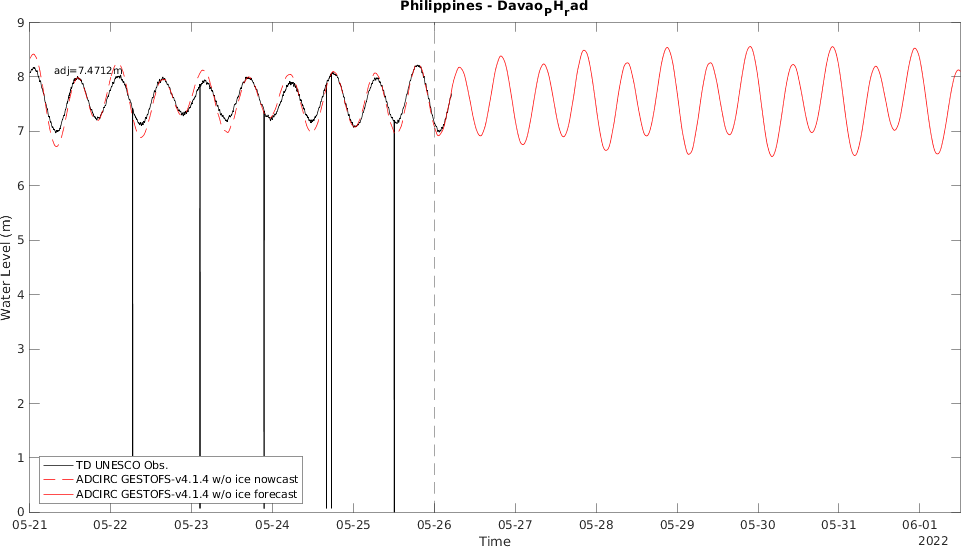 Philippines - Davao_PH_rad
9
8
7
6
5
4
3
2
1
0
Water Level (m)
adj=7.4712m
TD UNESCO Obs.
ADCIRC GESTOFS-v4.1.4 w/o ice nowcast
ADCIRC GESTOFS-v4.1.4 w/o ice forecast
05-21 05-22 05-23 05-24 05-25 05-26 05-27 05-28 05-29 05-30 05-31 06-01
Time
2022